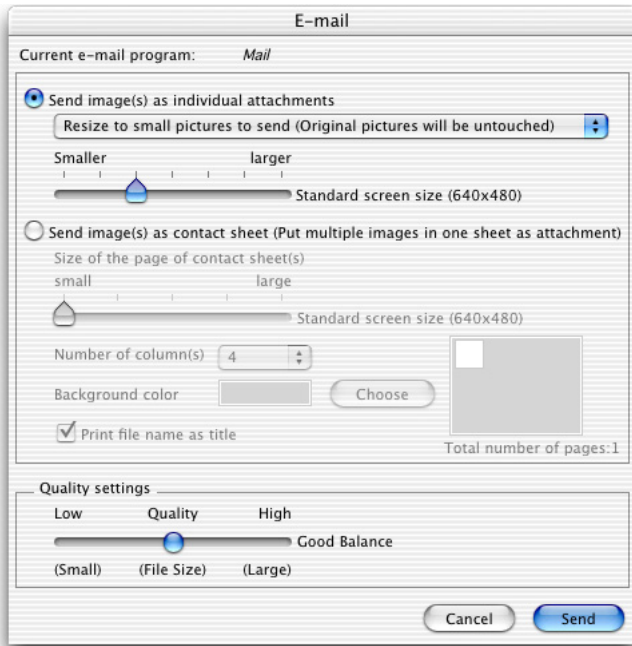 E-mail
Current e-mail program: Mail
Send image(s) as individual attachments
Resize to small pictures to send (Original pictures will be untouched)
Smaller larger
Standard screen size (640x480)
Send image(s) as contact sheet (Put multiple images in one sheet as attachment)
Size of the page of contact sheet(s)
small large
Standard screen size (640x480)
Number of column(s) 4
Background color Choose
Print file name as title
Total number of pages:1
Quality settings
Low Quality High
Good Balance
(Small) (File Size) (Large)
Cancel Send